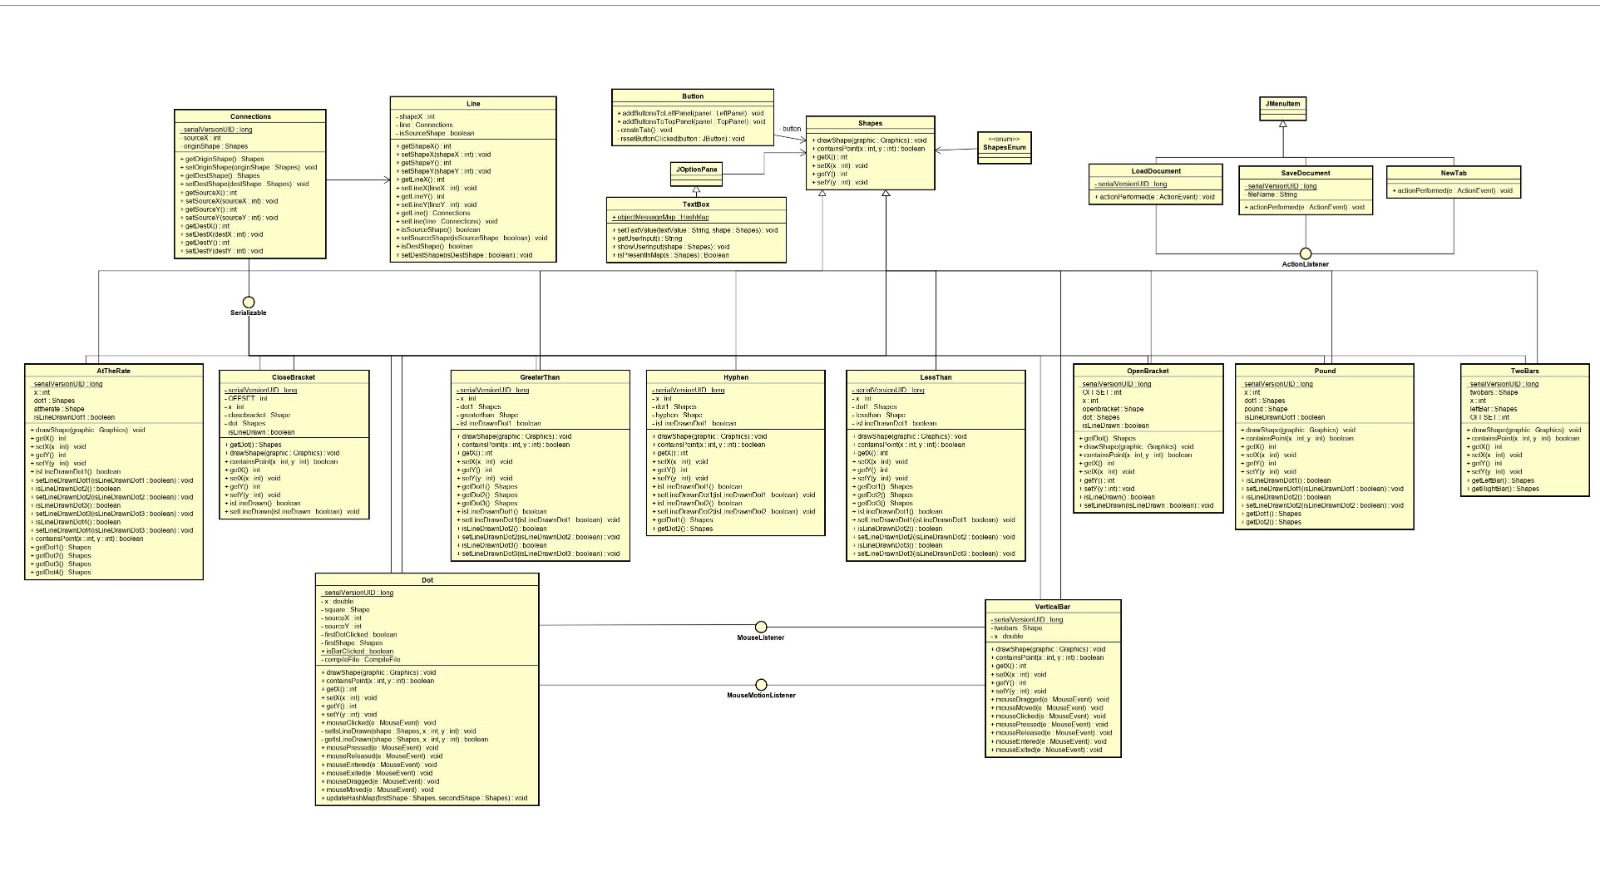 Connections
- serialVersionUID : long
- sourceX : int
- originShape : Shapes
+ getOriginShape() : Shapes
+ setOriginShape(originShape : Shapes) : void
+ getDestShape() : Shapes
+ setDestShape(destShape : Shapes) : void
+ getSourceX() : int
+ setSourceX(sourceX : int) : void
+ getSourceY() : int
+ setSourceY(sourceY : int) : void
+ getDestX() : int
+ setDestX(destX : int) : void
+ getDestY() : int
+ setDestY(destY : int) : void
Line
- shapeX : int
- line : Connections
- isSourceShape : boolean
+ getShapeX() : int
+ setShapeX(shapeX : int) : void
+ getShapeY() : int
+ setShapeY(shapeY : int) : void
+ getLineX() : int
+ setLineX(lineX : int) : void
+ getLineY() : int
+ setLineY(lineY : int) : void
+ getLine() : Connections
+ setLine(line : Connections) : void
+ isSourceShape() : boolean
+ setSourceShape(isSourceShape : boolean) : void
+ isDestShape() : boolean
+ setDestShape(isDestShape : boolean) : void
Button
+ addButtonsToLeftPanel(panel : LeftPanel) : void
+ addButtonsToTopPanel(panel : TopPanel) : void
- createTab() : void
- resetButtonClicked(button : JButton) : void
- button
JOptionPane
TextBox
+ objectMessageMap : HashMap
+ setTextValue(textValue : String, shape : Shapes) : void
+ getUserInput() : String
+ showUserInput(shape : Shapes) : void
+ isPresentInMap(s : Shapes) : Boolean
Shapes
+ drawShape(graphic : Graphics) : void
+ containsPoint(x : int, y : int) : boolean
+ getX() : int
+ setX(x : int) : void
+ getY() : int
+ setY(y : int) : void
<<enum>>
ShapesEnum
JMenuItem
LoadDocument
- serialVersionUID : long
+ actionPerformed(e : ActionEvent) : void
SaveDocument
- serialVersionUID : long
- fileName : String
+ actionPerformed(e : ActionEvent) : void
NewTab
+ actionPerformed(e : ActionEvent) : void
ActionListener
Serializable
AtTheRate
- serialVersionUID : long
- x : int
- dot1 : Shapes
- attherate : Shape
- isLineDrawnDot1 : boolean
+ drawShape(graphic : Graphics) : void
+ getX() : int
+ setX(x : int) : void
+ getY() : int
+ setY(y : int) : void
+ isLineDrawnDot1() : boolean
+ setLineDrawnDot1(isLineDrawnDot1 : boolean) : void
+ isLineDrawnDot2() : boolean
+ setLineDrawnDot2(isLineDrawnDot2 : boolean) : void
+ isLineDrawnDot3() : boolean
+ setLineDrawnDot3(isLineDrawnDot3 : boolean) : void
+ isLineDrawnDot4() : boolean
+ setLineDrawnDot4(isLineDrawnDot3 : boolean) : void
+ containsPoint(x : int, y : int) : boolean
+ getDot1() : Shapes
+ getDot2() : Shapes
+ getDot3() : Shapes
+ getDot4() : Shapes
CloseBracket
- serialVersionUID : long
- OFFSET : int
- x : int
- closebracket : Shape
- dot : Shapes
- isLineDrawn : boolean
+ getDot() : Shapes
+ drawShape(graphic : Graphics) : void
+ containsPoint(x : int, y : int) : boolean
+ getX() : int
+ setX(x : int) : void
+ getY() : int
+ setY(y : int) : void
+ isLineDrawn() : boolean
+ setLineDrawn(isLineDrawn : boolean) : void
GreaterThan
- serialVersionUID : long
- x : int
- dot1 : Shapes
- greaterthan : Shape
- isLineDrawnDot1 : boolean
+ drawShape(graphic : Graphics) : void
+ containsPoint(x : int, y : int) : boolean
+ getX() : int
+ setX(x : int) : void
+ getY() : int
+ setY(y : int) : void
+ getDot1() : Shapes
+ getDot2() : Shapes
+ getDot3() : Shapes
+ isLineDrawnDot1() : boolean
+ setLineDrawnDot1(isLineDrawnDot1 : boolean) : void
+ isLineDrawnDot2() : boolean
+ setLineDrawnDot2(isLineDrawnDot2 : boolean) : void
+ isLineDrawnDot3() : boolean
+ setLineDrawnDot3(isLineDrawnDot3 : boolean) : void
Hyphen
- serialVersionUID : long
- x : int
- dot1 : Shapes
- hyphen : Shape
- isLineDrawnDot1 : boolean
+ drawShape(graphic : Graphics) : void
+ containsPoint(x : int, y : int) : boolean
+ getX() : int
+ setX(x : int) : void
+ getY() : int
+ setY(y : int) : void
+ isLineDrawnDot1() : boolean
+ setLineDrawnDot1(isLineDrawnDot1 : boolean) : void
+ isLineDrawnDot2() : boolean
+ setLineDrawnDot2(isLineDrawnDot2 : boolean) : void
+ getDot1() : Shapes
+ getDot2() : Shapes
LessThan
- serialVersionUID : long
- x : int
- dot1 : Shapes
- lessthan : Shape
- isLineDrawnDot1 : boolean
+ drawShape(graphic : Graphics) : void
+ containsPoint(x : int, y : int) : boolean
+ getX() : int
+ setX(x : int) : void
+ getY() : int
+ setY(y : int) : void
+ getDot1() : Shapes
+ getDot2() : Shapes
+ getDot3() : Shapes
+ isLineDrawnDot1() : boolean
+ setLineDrawnDot1(isLineDrawnDot1 : boolean) : void
+ isLineDrawnDot2() : boolean
+ setLineDrawnDot2(isLineDrawnDot2 : boolean) : void
+ isLineDrawnDot3() : boolean
+ setLineDrawnDot3(isLineDrawnDot3 : boolean) : void
OpenBracket
- serialVersionUID : long
- OFFSET : int
- x : int
- openbracket : Shape
- dot : Shapes
- isLineDrawn : boolean
+ getDot() : Shapes
+ drawShape(graphic : Graphics) : void
+ containsPoint(x : int, y : int) : boolean
+ getX() : int
+ setX(x : int) : void
+ getY() : int
+ setY(y : int) : void
+ isLineDrawn() : boolean
+ setLineDrawn(isLineDrawn : boolean) : void
Pound
- serialVersionUID : long
- x : int
- dot1 : Shapes
- pound : Shape
- isLineDrawnDot1 : boolean
+ drawShape(graphic : Graphics) : void
+ containsPoint(x : int, y : int) : boolean
+ getX() : int
+ setX(x : int) : void
+ getY() : int
+ setY(y : int) : void
+ isLineDrawnDot1() : boolean
+ setLineDrawnDot1(isLineDrawnDot1 : boolean) : void
+ isLineDrawnDot2() : boolean
+ setLineDrawnDot2(isLineDrawnDot2 : boolean) : void
+ getDot1() : Shapes
+ getDot2() : Shapes
TwoBars
- serialVersionUID : long
- twobars : Shape
- x : int
- leftBar : Shapes
- OFFSET : int
+ drawShape(graphic : Graphics) : void
+ containsPoint(x : int, y : int) : boolean
+ getX() : int
+ setX(x : int) : void
+ getY() : int
+ setY(y : int) : void
+ getLeftBar() : Shapes
+ getRightBar() : Shapes
Dot
- serialVersionUID : long
- x : double
- square : Shape
- sourceX : int
- sourceY : int
- firstDotClicked : boolean
- firstShape : Shapes
+ isBarClicked : boolean
- compileFile : CompileFile
+ drawShape(graphic : Graphics) : void
+ containsPoint(x : int, y : int) : boolean
+ getX() : int
+ setX(x : int) : void
+ getY() : int
+ setY(y : int) : void
+ mouseClicked(e : MouseEvent) : void
- setIsLineDrawn(shape : Shapes, x : int, y : int) : void
- getIsLineDrawn(shape : Shapes, x : int, y : int) : boolean
+ mousePressed(e : MouseEvent) : void
+ mouseReleased(e : MouseEvent) : void
+ mouseEntered(e : MouseEvent) : void
+ mouseExited(e : MouseEvent) : void
+ mouseDragged(e : MouseEvent) : void
+ mouseMoved(e : MouseEvent) : void
+ updateHashMap(firstShape : Shapes, secondShape : Shapes) : void
MouseListener
MouseMotionListener
VerticalBar
- serialVersionUID : long
- twobars : Shape
- x : double
+ drawShape(graphic : Graphics) : void
+ containsPoint(x : int, y : int) : boolean
+ getX() : int
+ setX(x : int) : void
+ getY() : int
+ setY(y : int) : void
+ mouseDragged(e : MouseEvent) : void
+ mouseMoved(e : MouseEvent) : void
+ mouseClicked(e : MouseEvent) : void
+ mousePressed(e : MouseEvent) : void
+ mouseReleased(e : MouseEvent) : void
+ mouseEntered(e : MouseEvent) : void
+ mouseExited(e : MouseEvent) : void